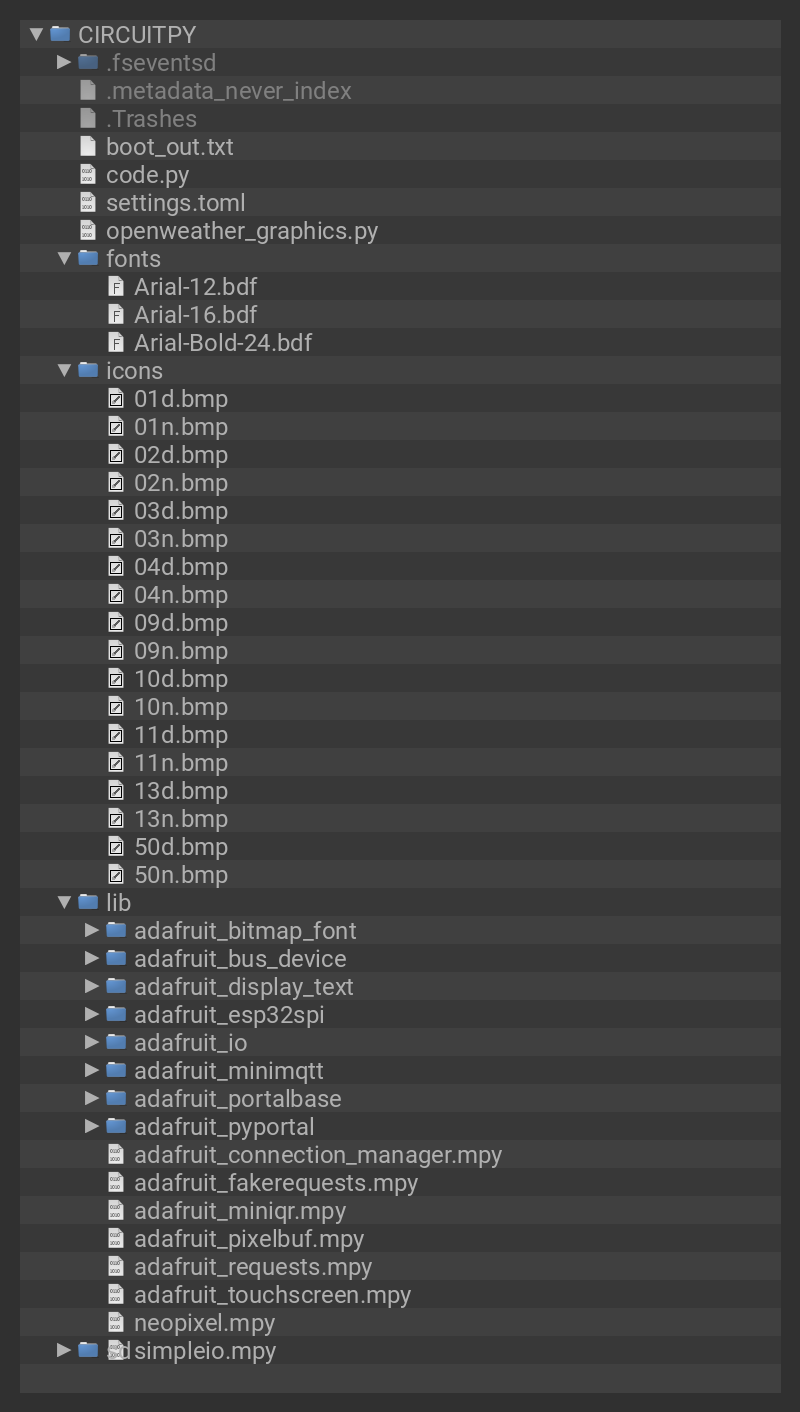 CIRCUITPY
.fseventsd
.metadata_never_index
.Trashes
boot_out.txt
code.py
settings.toml
openweather_graphics.py
fonts
Arial-12.bdf
Arial-16.bdf
Arial-Bold-24.bdf
icons
01d.bmp
01n.bmp
02d.bmp
02n.bmp
03d.bmp
03n.bmp
04d.bmp
04n.bmp
09d.bmp
09n.bmp
10d.bmp
10n.bmp
11d.bmp
11n.bmp
13d.bmp
13n.bmp
50d.bmp
50n.bmp
lib
adafruit_bitmap_font
adafruit_bus_device
adafruit_display_text
adafruit_esp32spi
adafruit_io
adafruit_minimqtt
adafruit_portalbase
adafruit_pyportal
adafruit_connection_manager.mpy
adafruit_fakerequests.mpy
adafruit_miniqr.mpy
adafruit_pixelbuf.mpy
adafruit_requests.mpy
adafruit_touchscreen.mpy
neopixel.mpy
sd simpleio.mpy